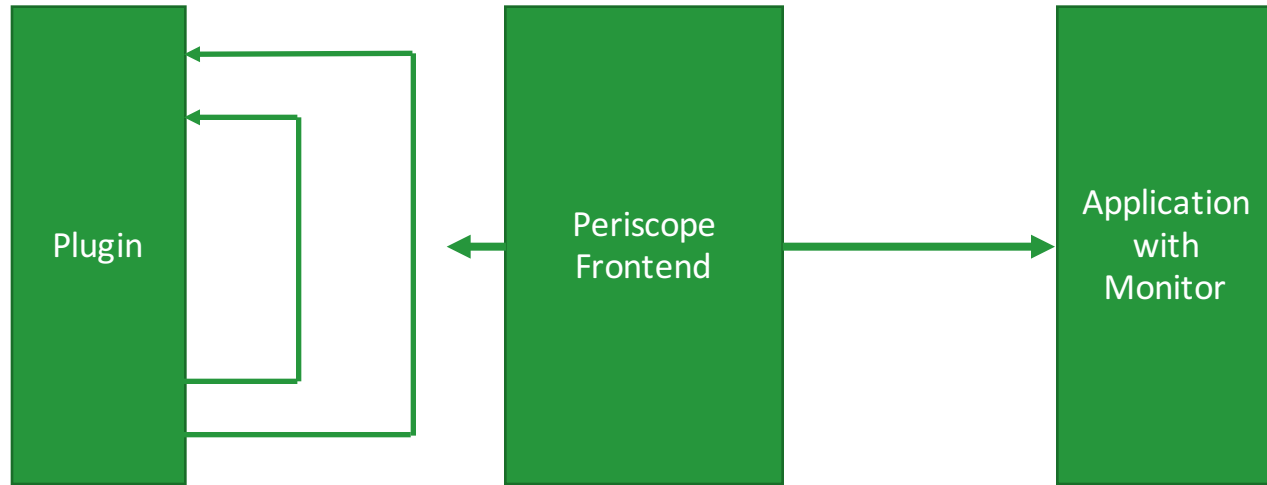 Plugin
Periscope
Frontend
Application
with
Monitor